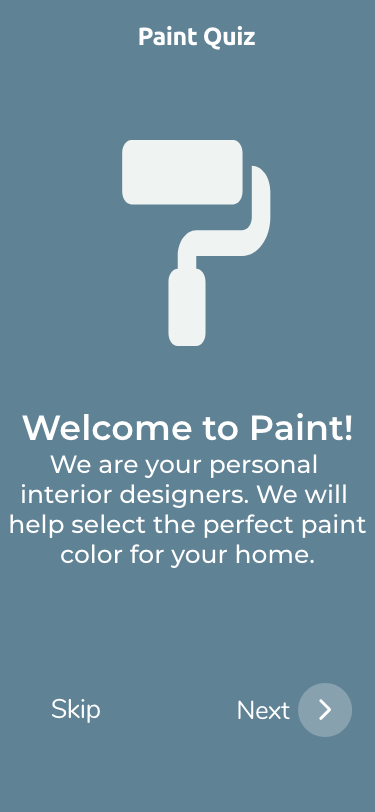 Paint Quiz
Welcome to Paint!
We are your personal
interior designers. We will
help select the perfect paint
color for your home.
Skip
Next